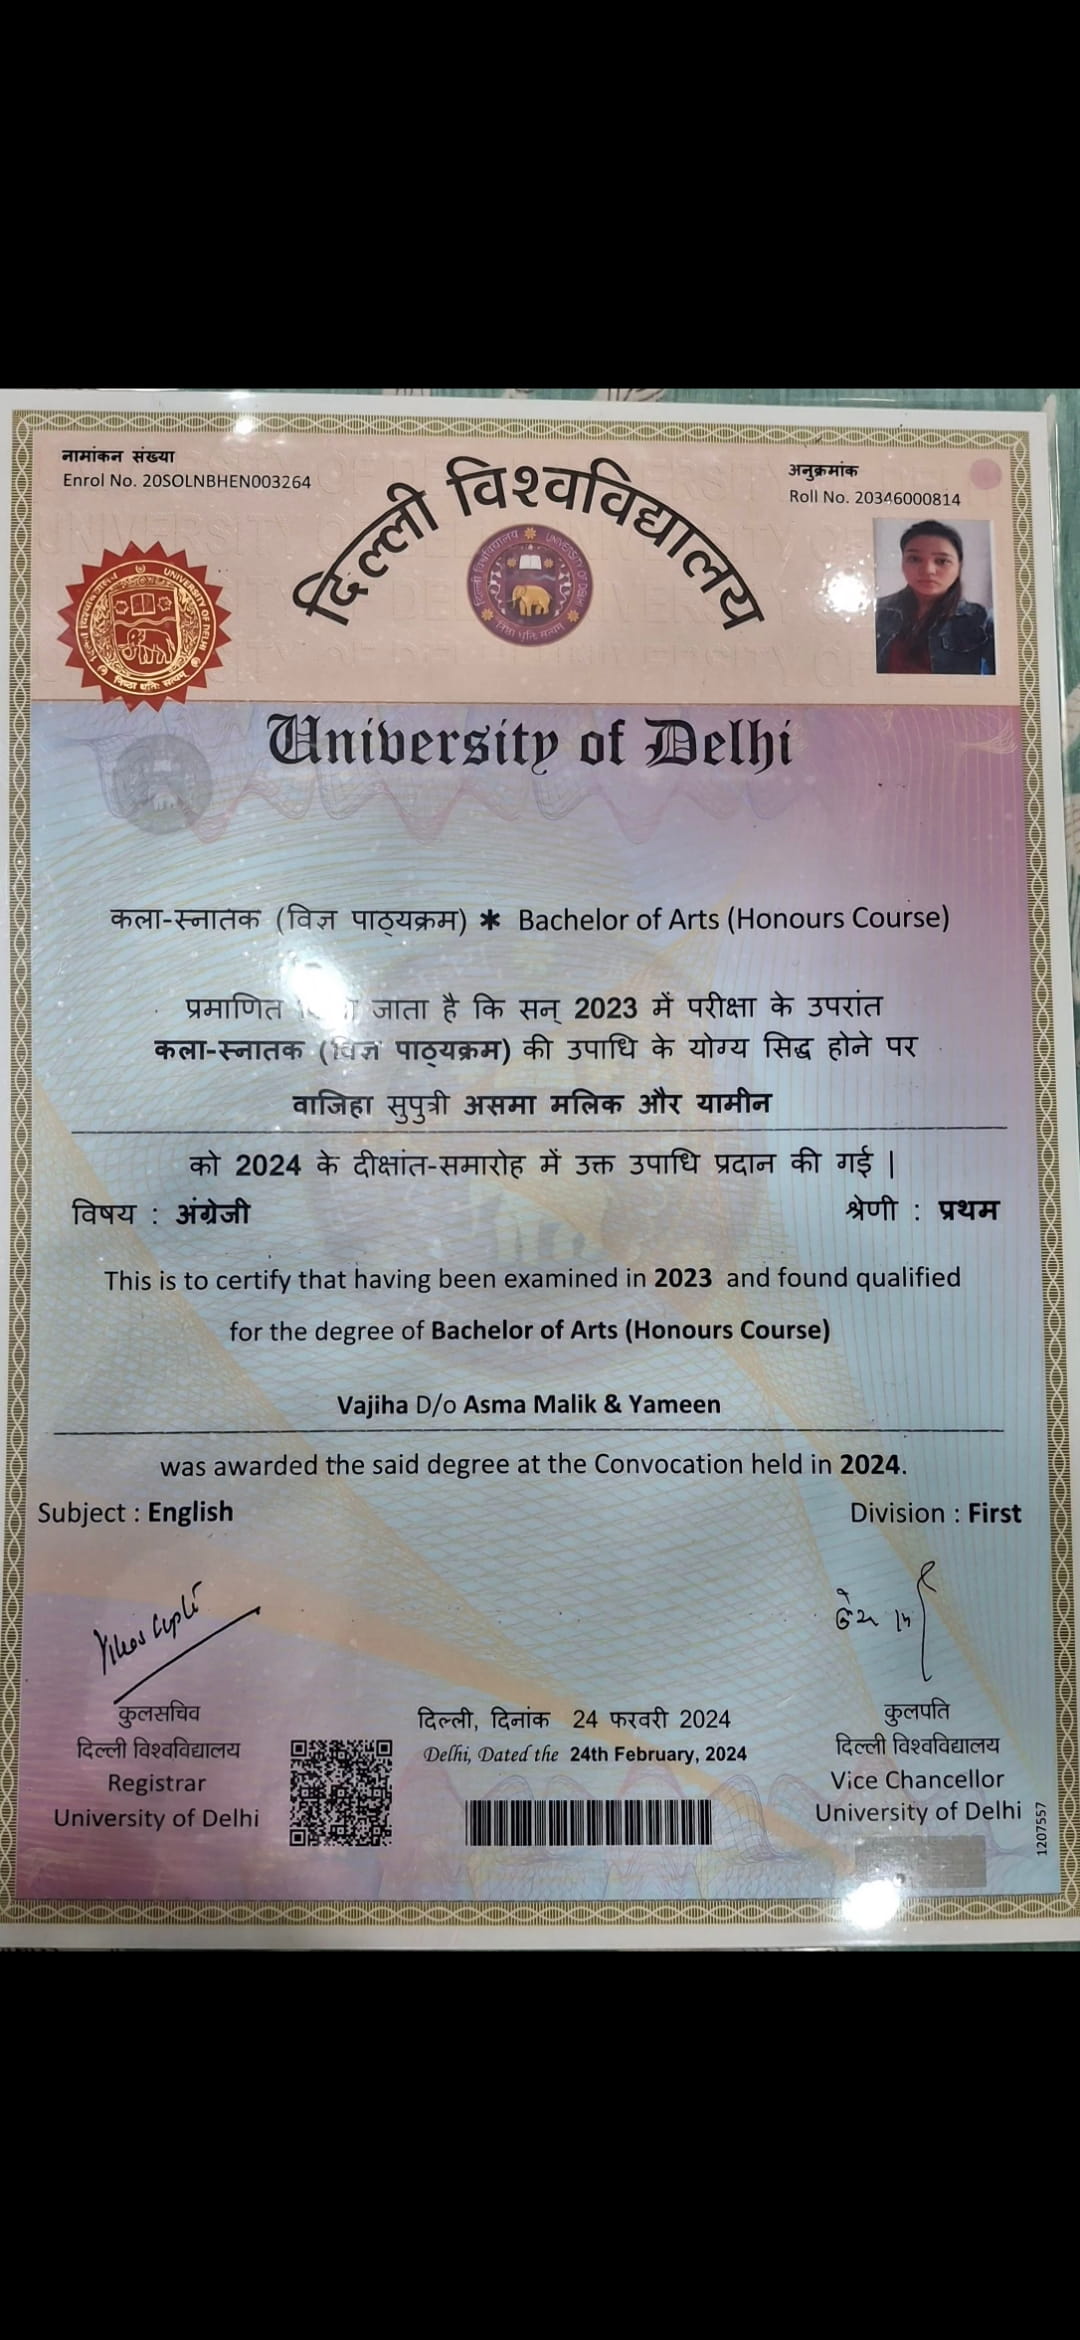 नामांकन संख्या
Enrol No. 20SOLNBHEN003264
अनुक्रमांक
Roll No. 20346000814
दिल्ली विश्वविद्यालय
University of Delhi
कला-स्नातक (विज्ञ पाठ्यक्रम) * Bachelor of Arts (Honours Course)
प्रमाणित जाता है कि सन् 2023 में परीक्षा के उपरांत
कला-स्नातक (विज्ञ पाठ्यक्रम) की उपाधि के योग्य सिद्ध होने पर
वाजिहा सुपुत्री असमा मलिक और यामीन
को 2024 के दीक्षांत-समारोह में उक्त उपाधि प्रदान की गई |
विषय : अंग्रेजी श्रेणी : प्रथम
This is to certify that having been examined in 2023 and found qualified
for the degree of Bachelor of Arts (Honours Course)
Vajiha D/o Asma Malik & Yameen
was awarded the said degree at the Convocation held in 2024.
Subject : English Division : First
कुलसचिव
दिल्ली विश्वविद्यालय
Registrar
University of Delhi
दिल्ली, दिनांक 24 फरवरी 2024
Delhi, Dated the 24th February, 2024
कुलपति
दिल्ली विश्वविद्यालय
Vice Chancellor
University of Delhi
1207557